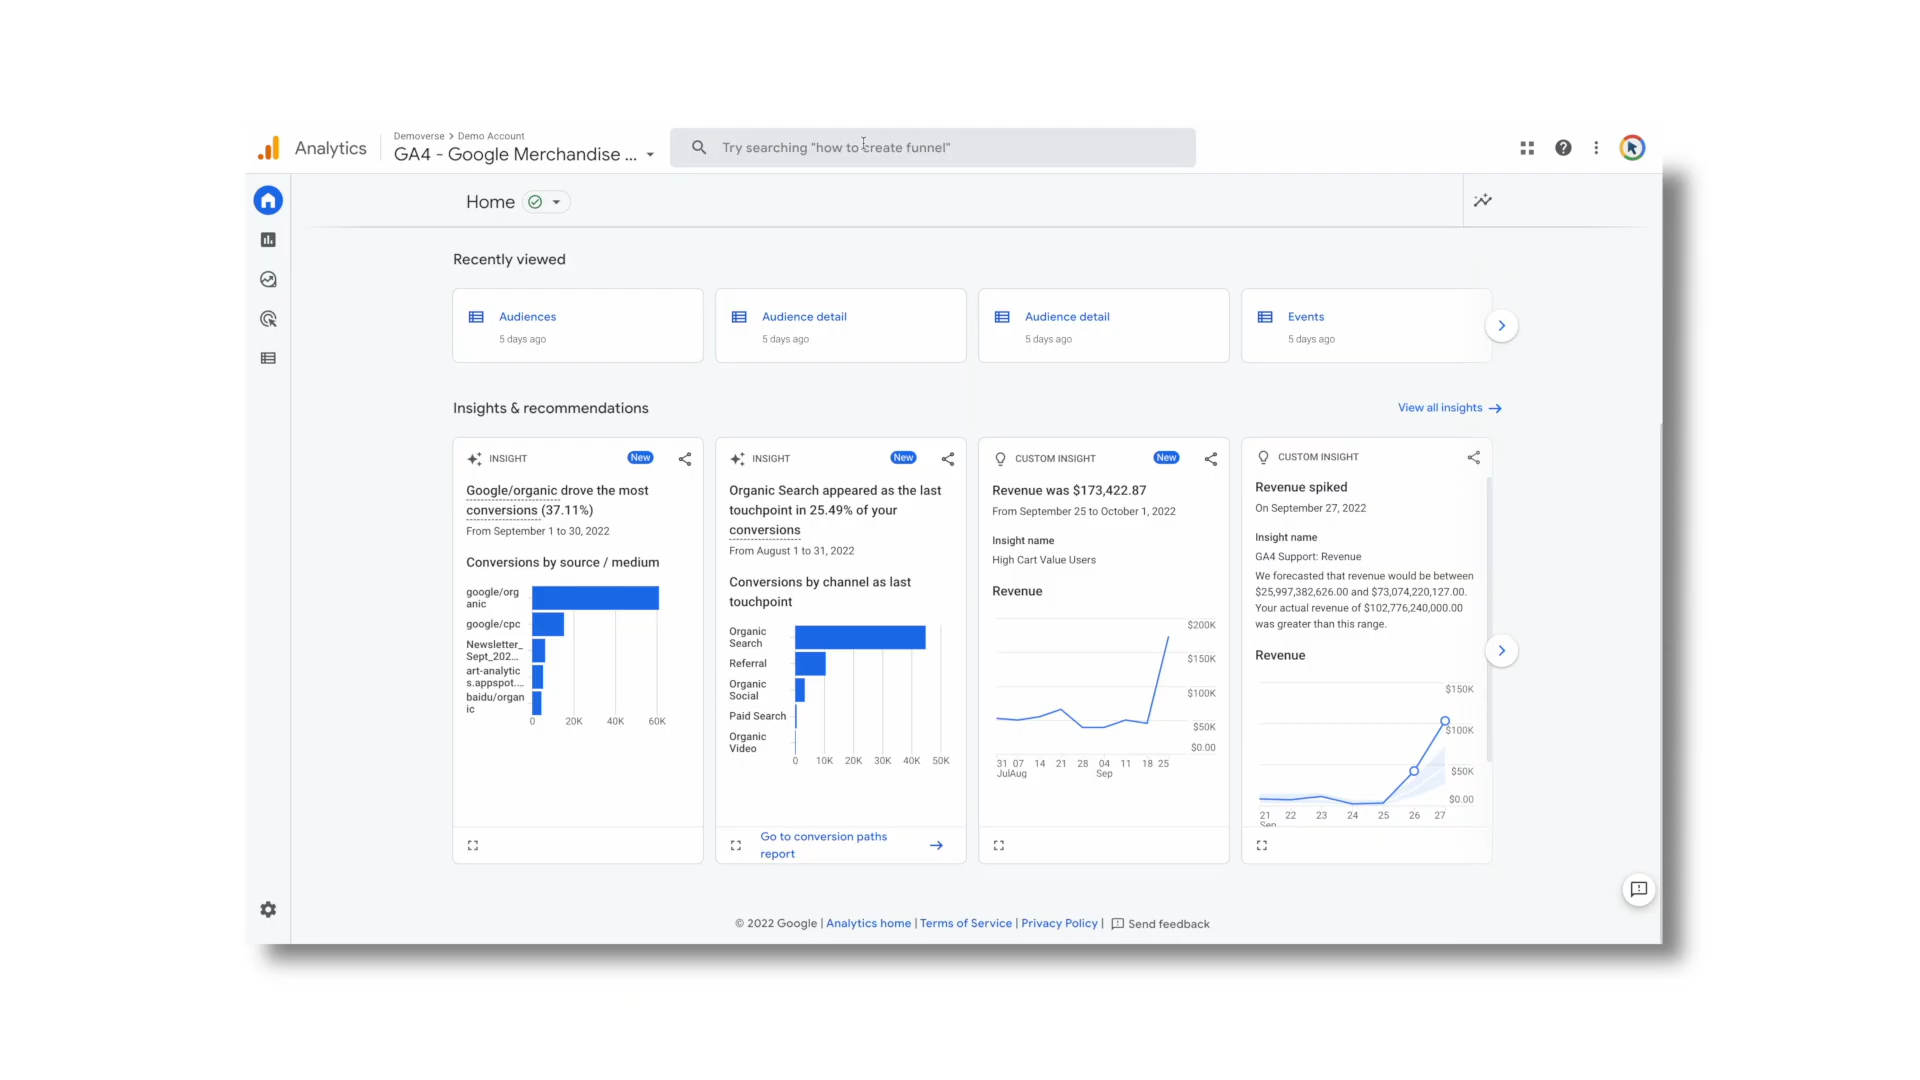 Analytics
Demoverse > Demo Account
GA4 - Google Merchandise ...
Try searching "how to create funnel"
Home
Recently viewed
Audiences
5 days ago
Audience detail
5 days ago
Audience detail
5 days ago
Events
5 days ago
Insights & recommendations
View all insights
INSIGHT
New
Google/organic drove the most
conversions (37.11%)
From September 1 to 30, 2022
Conversions by source / medium
google/org
anic
google/cpc
Newsletter_
Sept_202...
art-analytic
s.appspot....
baidu/organ
ic
0 20K 40K 60K
INSIGHT
New
Organic Search appeared as the last
touchpoint in 25.49% of your
conversions
From August 1 to 31, 2022
Conversions by channel as last
touchpoint
Organic
Search
Referral
Organic
Social
Paid Search
Organic
Video
0 10K 20K 30K 40K 50K
Go to conversion paths
report
CUSTOM INSIGHT
New
Revenue was $173,422.87
From September 25 to October 1, 2022
Insight name
High Cart Value Users
Revenue
$200K
$150K
$100K
$50K
$0.00
31 07 14 21 28 04 11 18 25
Jul Aug Sep
CUSTOM INSIGHT
Revenue spiked
On September 27, 2022
Insight name
GA4 Support: Revenue
We forecasted that revenue would be between
$25,997,382,626.00 and $73,074,220,127.00.
Your actual revenue of $102,776,240,000.00
was greater than this range.
Revenue
$150K
$100K
$50K
$0.00
21 22 23 24 25 26 27
Sep
© 2022 Google | Analytics home | Terms of Service | Privacy Policy | Send feedback